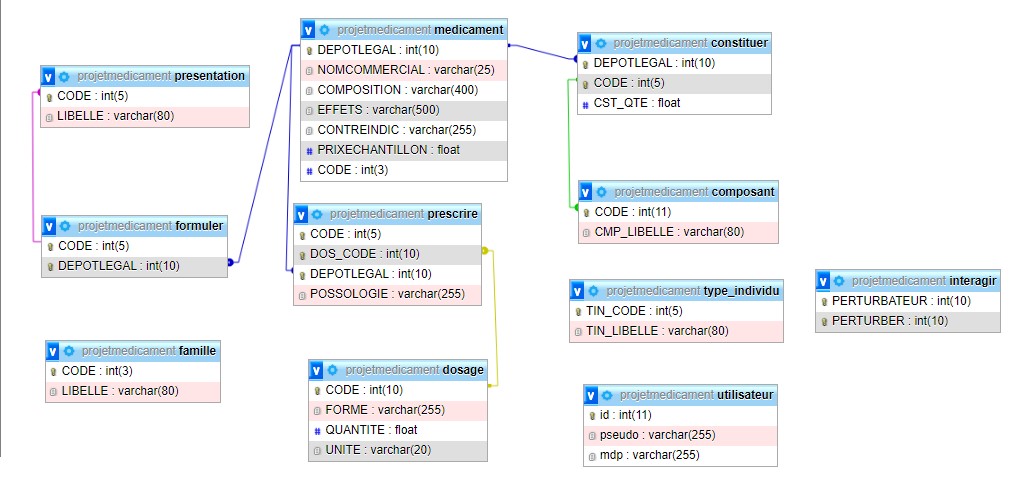 projetmedicament presentation
CODE : int(5)
LIBELLE : varchar(80)
projetmedicament formuler
CODE : int(5)
DEPOTLEGAL : int(10)
projetmedicament famille
CODE : int(3)
LIBELLE : varchar(80)
projetmedicament medicament
DEPOTLEGAL : int(10)
NOMCOMMERCIAL : varchar(25)
COMPOSITION : varchar(400)
EFFETS : varchar(500)
CONTREINDIC : varchar(255)
# PRIXECHANTILLON : float
# CODE : int(3)
projetmedicament prescrire
CODE : int(5)
DOS_CODE : int(10)
DEPOTLEGAL : int(10)
POSSOLOGIE : varchar(255)
projetmedicament dosage
CODE : int(10)
FORME : varchar(255)
# QUANTITE : float
UNITE : varchar(20)
projetmedicament constituer
DEPOTLEGAL : int(10)
CODE : int(5)
# CST_QTE : float
projetmedicament composant
CODE : int(11)
CMP_LIBELLE : varchar(80)
projetmedicament type_individu
TIN_CODE : int(5)
TIN_LIBELLE : varchar(80)
projetmedicament utilisateur
id : int(11)
pseudo : varchar(255)
mdp : varchar(255)
projetmedicament interagir
PERTURBATEUR : int(10)
PERTURBER : int(10)